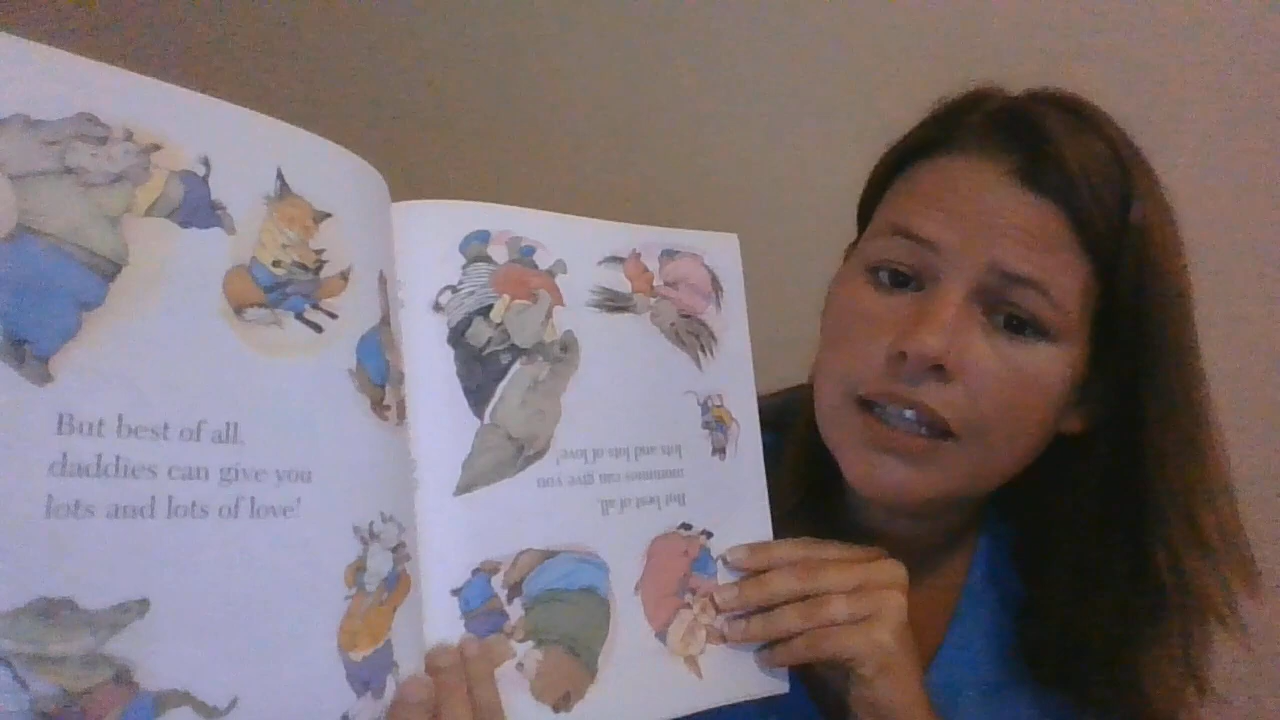 But best of all,
daddies can give you
lots and lots of love!
But best of all,
mommies can give you
lots and lots of love!